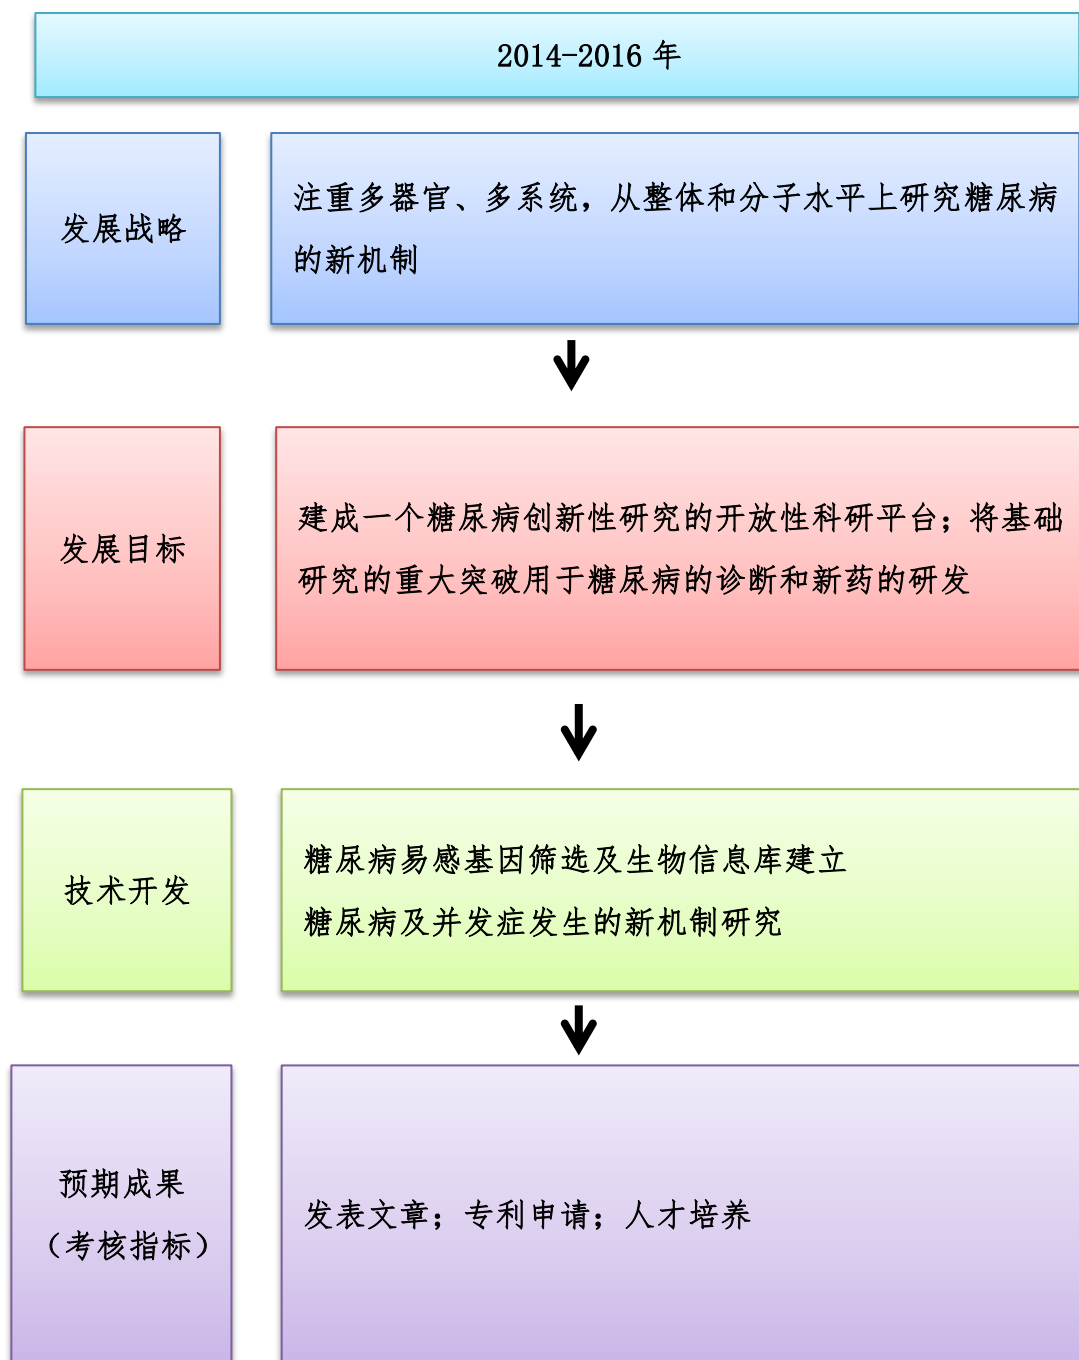 2014-2016 年
发展战略
注重多器官、多系统，从整体和分子水平上研究糖尿病
的新机制
发展目标
建成一个糖尿病创新性研究的开放性科研平台；将基础
研究的重大突破用于糖尿病的诊断和新药的研发
技术开发
糖尿病易感基因筛选及生物信息库建立
糖尿病及并发症发生的新机制研究
预期成果
（考核指标）
发表文章；专利申请；人才培养